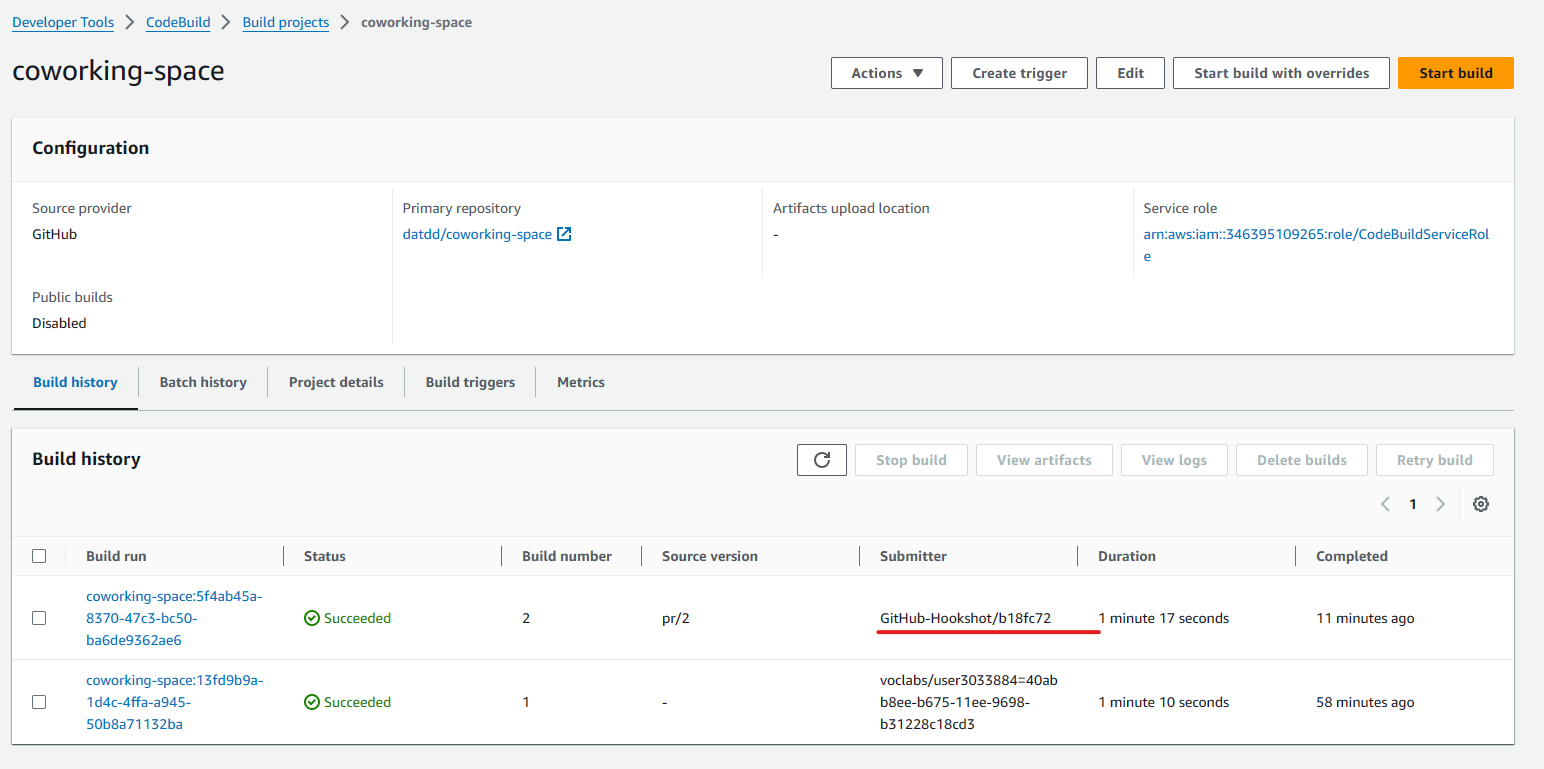 Developer Tools > CodeBuild > Build projects > coworking-space
coworking-space
Actions ▼ Create trigger Edit Start build with overrides Start build
Configuration
Source provider Primary repository Artifacts upload location Service role
GitHub datdd/coworking-space - arn:aws:iam::346395109265:role/CodeBuildServiceRol
e
Public builds
Disabled
Build history Batch history Project details Build triggers Metrics
Build history Stop build View artifacts View logs Delete builds Retry build
< 1 >
Build run Status Build number Source version Submitter Duration Completed
coworking-space:5f4ab45a-
8370-47c3-bc50- Succeeded 2 pr/2 GitHub-Hookshot/b18fc72 1 minute 17 seconds 11 minutes ago
ba6de9362ae6
coworking-space:13fd9b9a- voclabs/user3033884=40ab
1d4c-4ffa-a945- Succeeded 1 - b8ee-b675-11ee-9698- 1 minute 10 seconds 58 minutes ago
50b8a71132ba b31228c18cd3